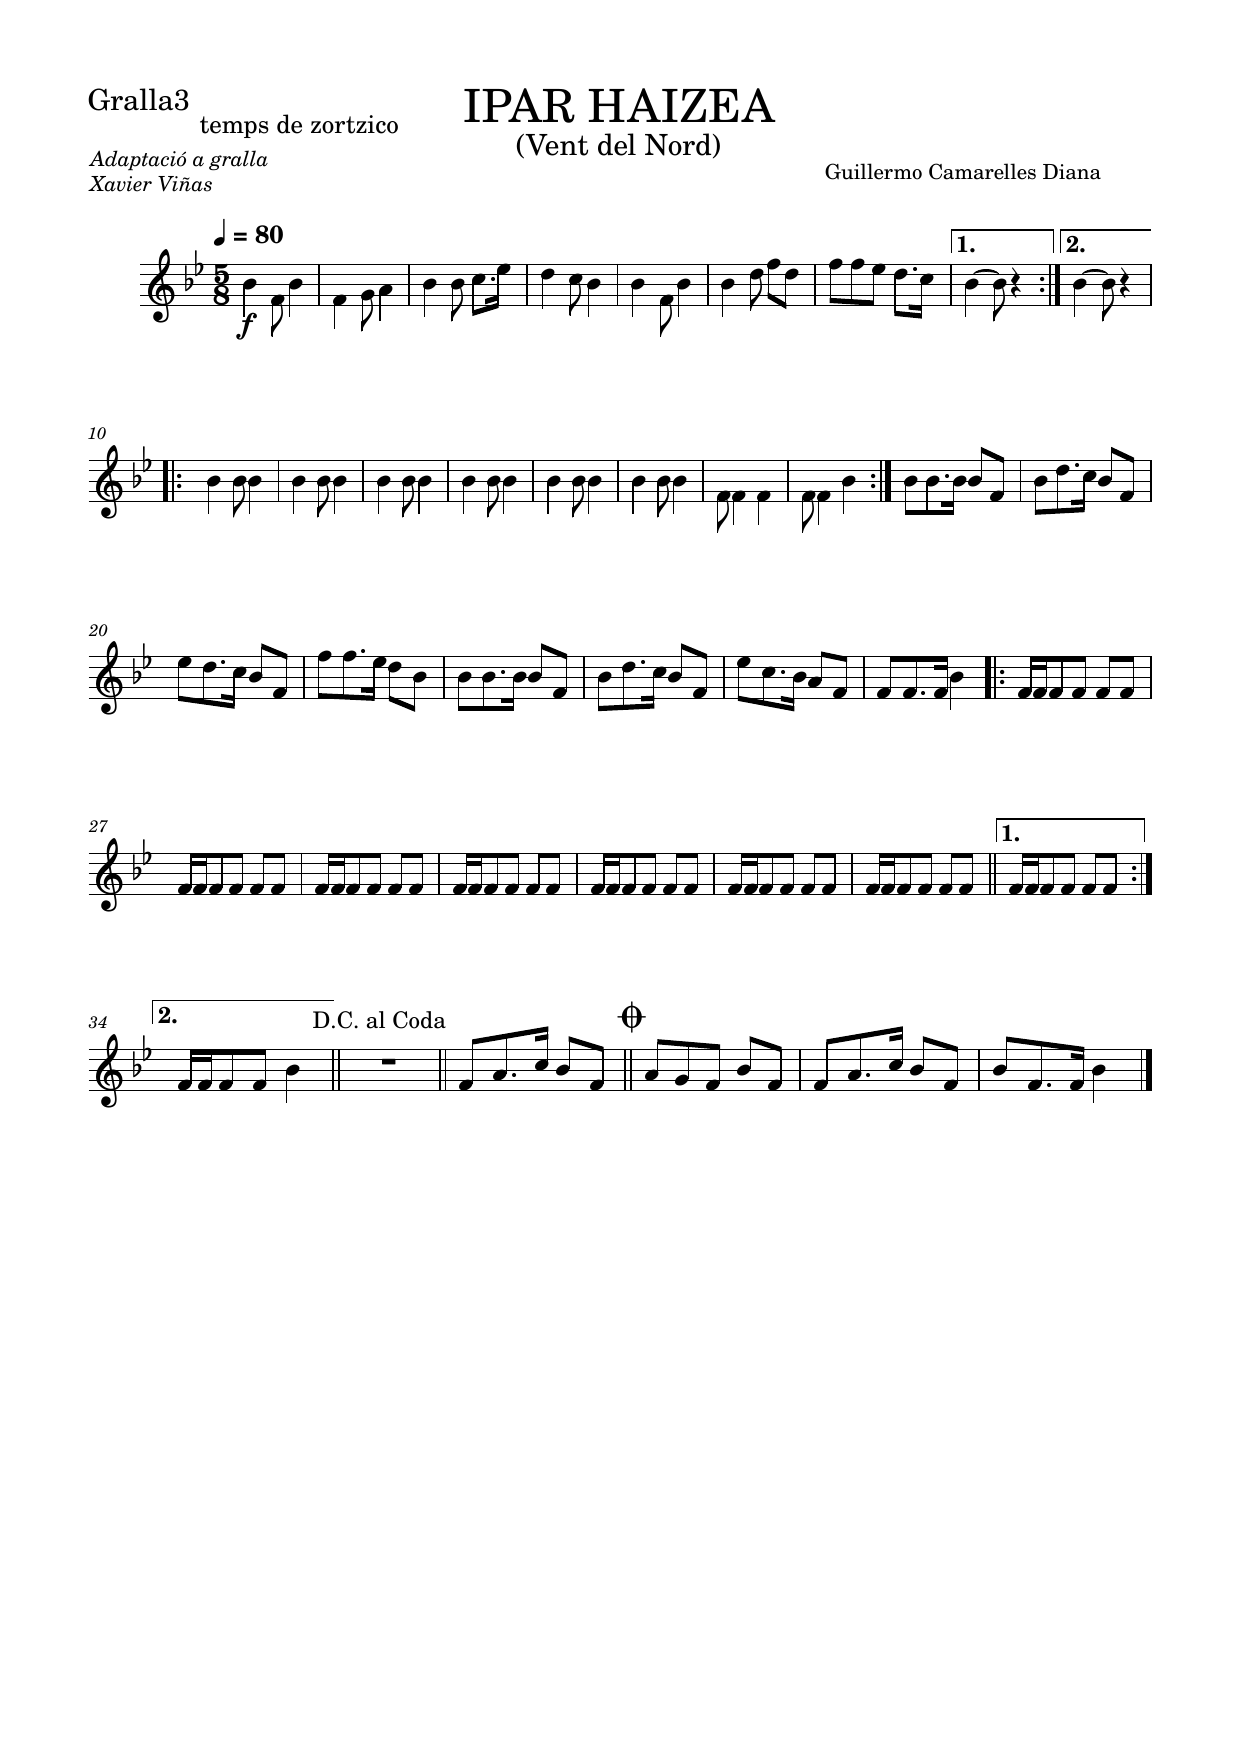 Gralla3
IPAR HAIZEA
temps de zortzico
(Vent del Nord)
Adaptació a gralla
Xavier Viñas
Guillermo Camarelles Diana
= 80
5
8
f
1.
2.
10
20
27
1.
34
2.
D.C. al Coda